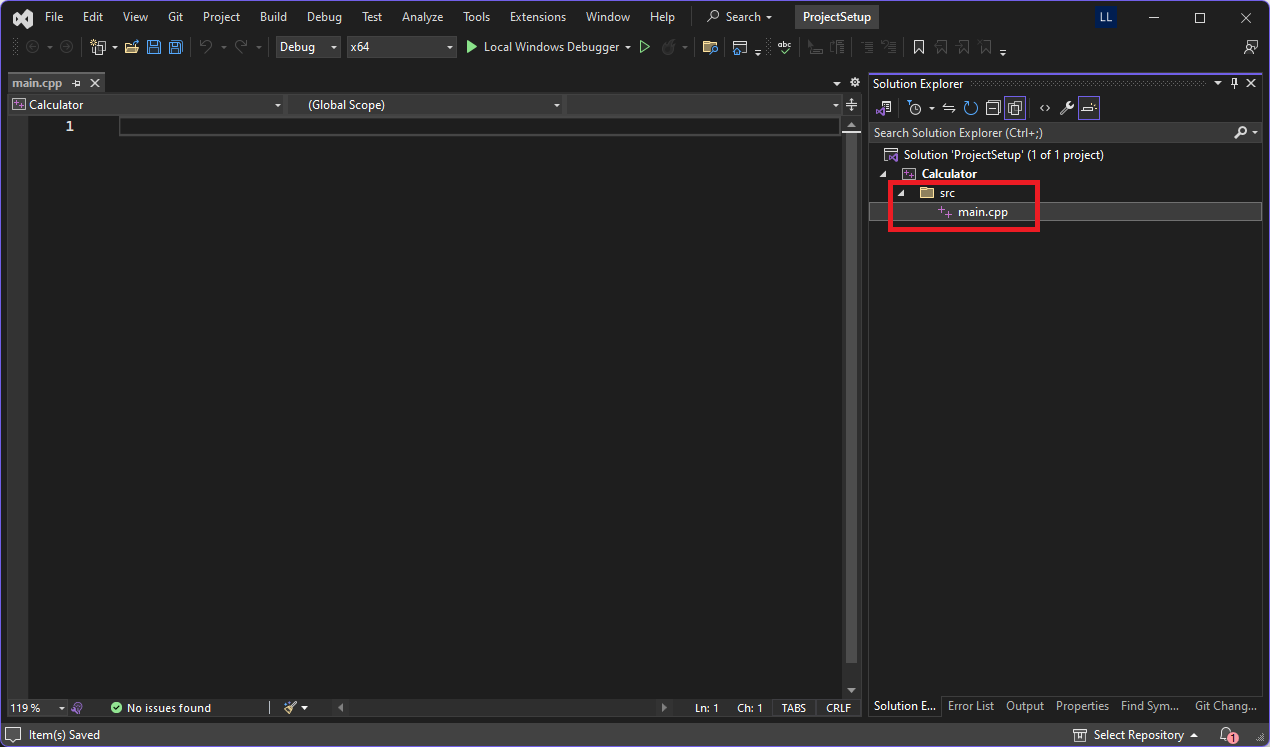 File Edit View Git Project Build Debug Test Analyze Tools Extensions Window Help Search ProjectSetup LL
Debug x64 Local Windows Debugger abc
main.cpp
Calculator (Global Scope)
1
Solution Explorer
Search Solution Explorer (Ctrl+;)
Solution 'ProjectSetup' (1 of 1 project)
Calculator
src
main.cpp
119 % No issues found Ln: 1 Ch: 1 TABS CRLF
Solution E... Error List Output Properties Find Sym... Git Chang...
Item(s) Saved Select Repository 1